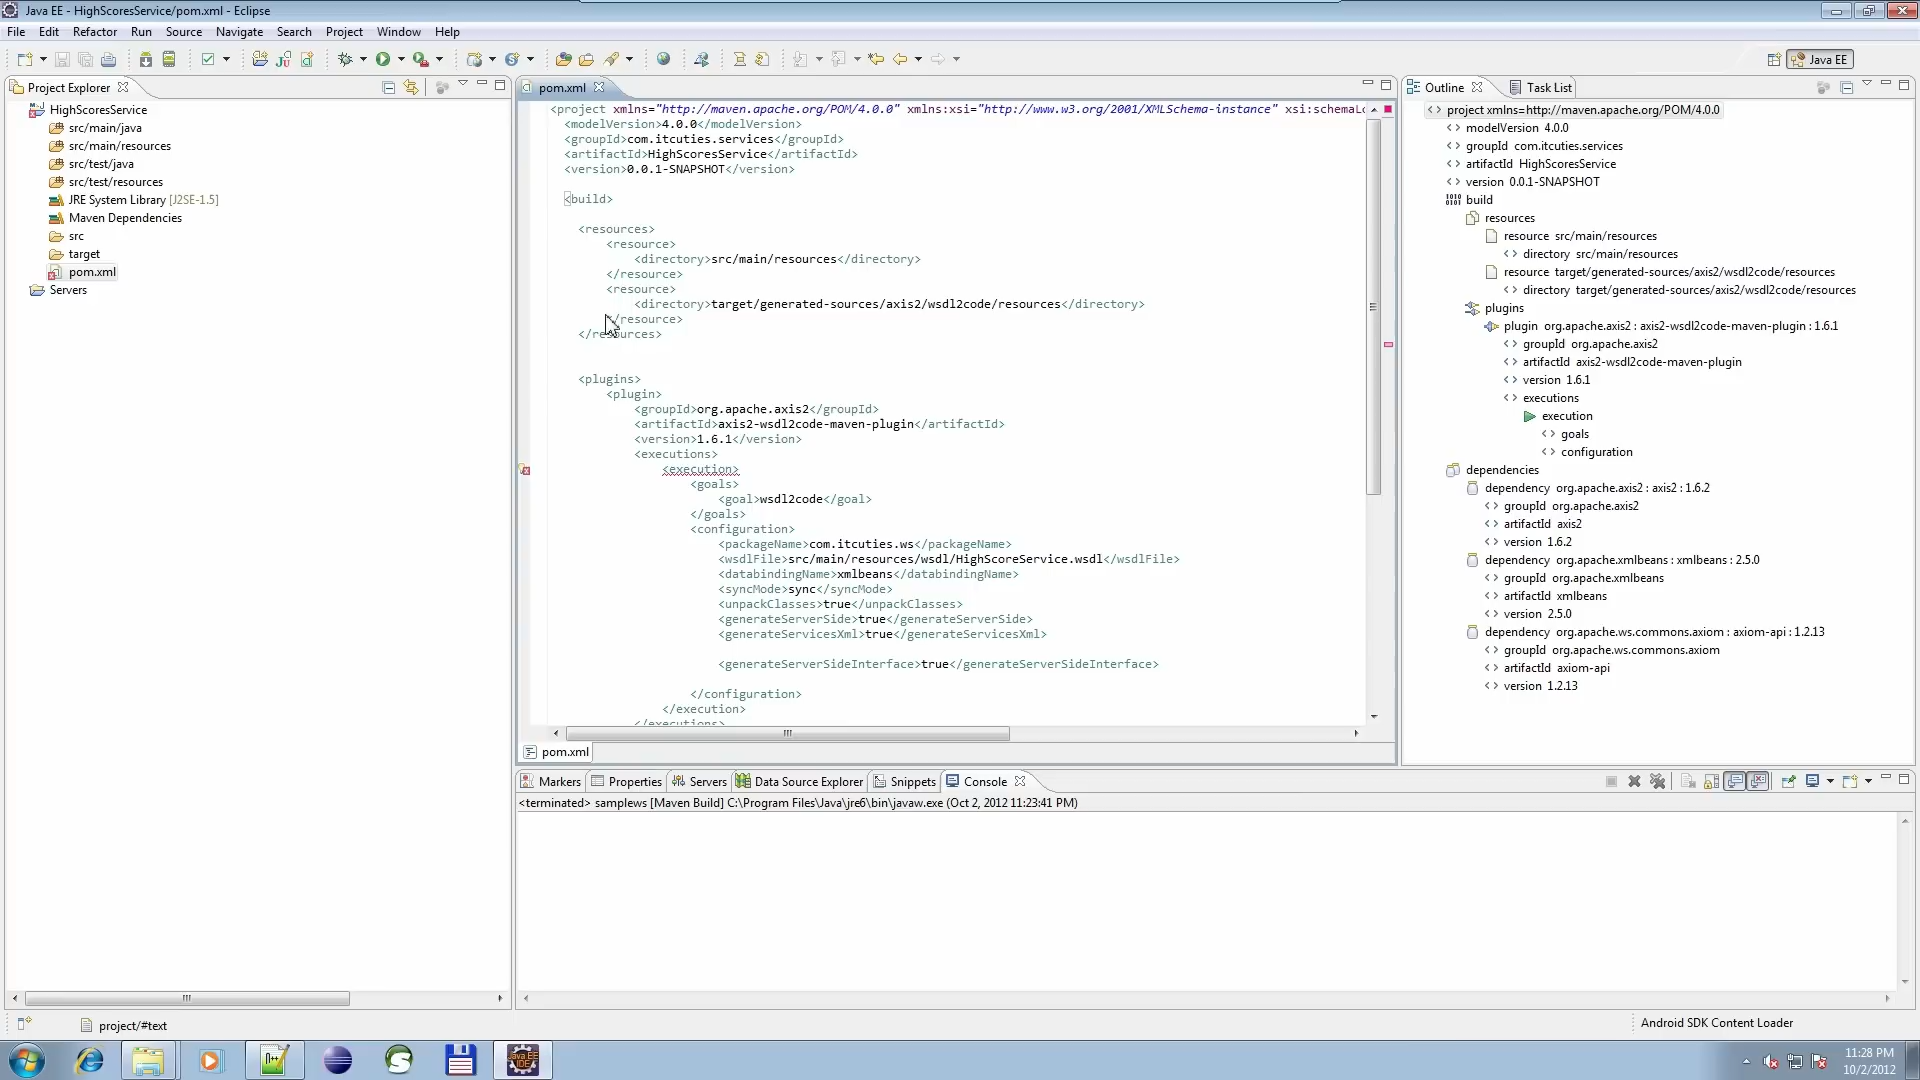 Java EE - HighScoresService/pom.xml - Eclipse
File Edit Refactor Run Source Navigate Search Project Window Help
Java EE
Project Explorer
HighScoresService
src/main/java
src/main/resources
src/test/java
src/test/resources
JRE System Library [J2SE-1.5]
Maven Dependencies
src
target
pom.xml
Servers
pom.xml
<project xmlns="http://maven.apache.org/POM/4.0.0" xmlns:xsi="http://www.w3.org/2001/XMLSchema-instance" xsi:schemaLo
<modelVersion>4.0.0</modelVersion>
<groupId>com.itcuties.services</groupId>
<artifactId>HighScoresService</artifactId>
<version>0.0.1-SNAPSHOT</version>
<build>
<resources>
<resource>
<directory>src/main/resources</directory>
</resource>
<resource>
<directory>target/generated-sources/axis2/wsdl2code/resources</directory>
</resource>
</resources>
<plugins>
<plugin>
<groupId>org.apache.axis2</groupId>
<artifactId>axis2-wsdl2code-maven-plugin</artifactId>
<version>1.6.1</version>
<executions>
<execution>
<goals>
<goal>wsdl2code</goal>
</goals>
<configuration>
<packageName>com.itcuties.ws</packageName>
<wsdlFile>src/main/resources/wsdl/HighScoreService.wsdl</wsdlFile>
<databindingName>xmlbeans</databindingName>
<syncMode>sync</syncMode>
<unpackClasses>true</unpackClasses>
<generateServerSide>true</generateServerSide>
<generateServicesXml>true</generateServicesXml>
<generateServerSideInterface>true</generateServerSideInterface>
</configuration>
</execution>
</executions>
pom.xml
Outline Task List
project xmlns=http://maven.apache.org/POM/4.0.0
modelVersion 4.0.0
groupId com.itcuties.services
artifactId HighScoresService
version 0.0.1-SNAPSHOT
build
resources
resource src/main/resources
directory src/main/resources
resource target/generated-sources/axis2/wsdl2code/resources
directory target/generated-sources/axis2/wsdl2code/resources
plugins
plugin org.apache.axis2 : axis2-wsdl2code-maven-plugin : 1.6.1
groupId org.apache.axis2
artifactId axis2-wsdl2code-maven-plugin
version 1.6.1
executions
execution
goals
configuration
dependencies
dependency org.apache.axis2 : axis2 : 1.6.2
groupId org.apache.axis2
artifactId axis2
version 1.6.2
dependency org.apache.xmlbeans : xmlbeans : 2.5.0
groupId org.apache.xmlbeans
artifactId xmlbeans
version 2.5.0
dependency org.apache.ws.commons.axiom : axiom-api : 1.2.13
groupId org.apache.ws.commons.axiom
artifactId axiom-api
version 1.2.13
Markers Properties Servers Data Source Explorer Snippets Console
<terminated> samplews [Maven Build] C:\Program Files\Java\jre6\bin\javaw.exe (Oct 2, 2012 11:23:41 PM)
project/#text
Android SDK Content Loader
Java EE
IDE
11:28 PM
10/2/2012